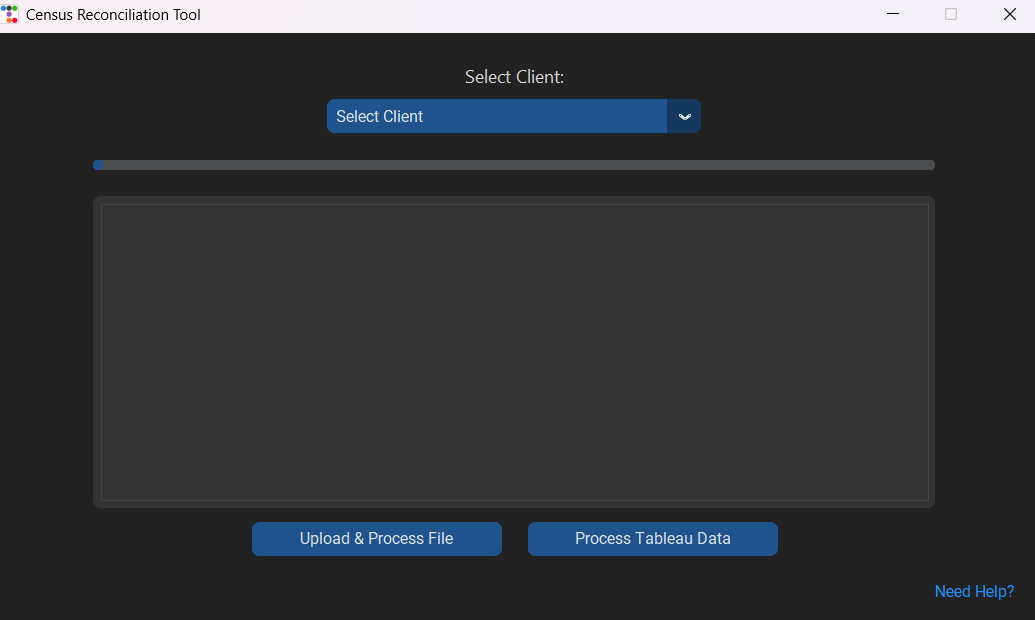 Census Reconciliation Tool
Select Client:
Select Client
Upload & Process File
Process Tableau Data
Need Help?